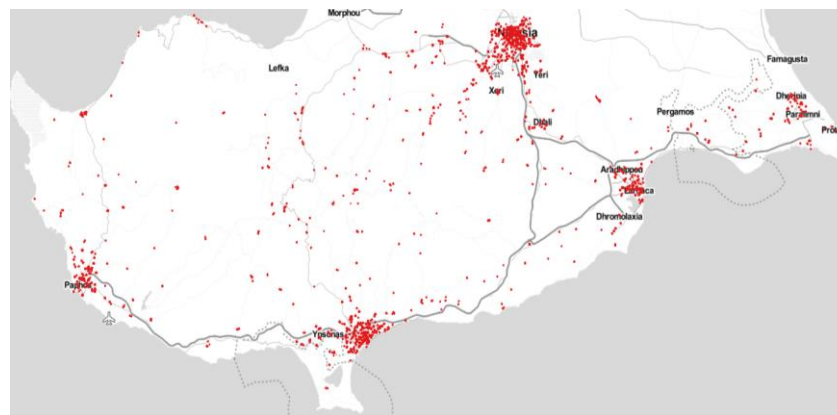 Morphou
Nicosia
Famagusta
Lefka
Yeri
Xeri
Dherinia
Pergamos
Paralimni
Dhali
Aradhippou
Larnaca
Dhromolaxia
Paphos
Ypsonas